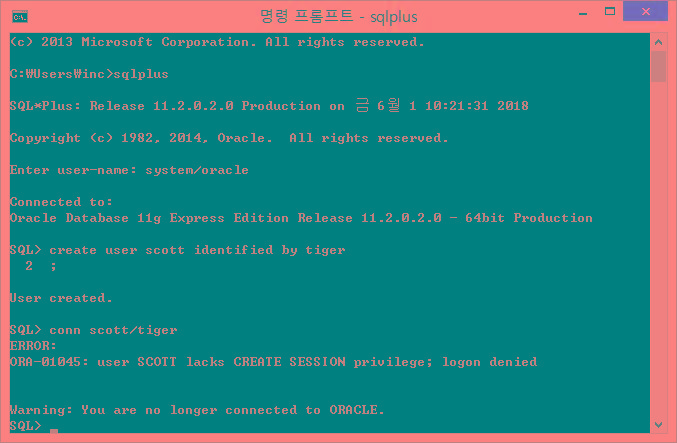 명령 프롬프트 - sqlplus
(c) 2013 Microsoft Corporation. All rights reserved.
C:₩Users₩inc>sqlplus
SQL*Plus: Release 11.2.0.2.0 Production on 금 6월 1 10:21:31 2018
Copyright (c) 1982, 2014, Oracle.  All rights reserved.
Enter user-name: system/oracle
Connected to:
Oracle Database 11g Express Edition Release 11.2.0.2.0 - 64bit Production
SQL> create user scott identified by tiger
  2  ;
User created.
SQL> conn scott/tiger
ERROR:
ORA-01045: user SCOTT lacks CREATE SESSION privilege; logon denied
Warning: You are no longer connected to ORACLE.
SQL> _